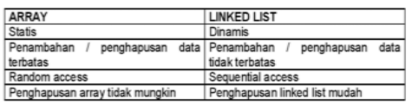 ARRAY LINKED LIST
Statis Dinamis
Penambahan / penghapusan data Penambahan / penghapusan data
terbatas tidak terbatas
Random access Sequential access
Penghapusan array tidak mungkin Penghapusan linked list mudah